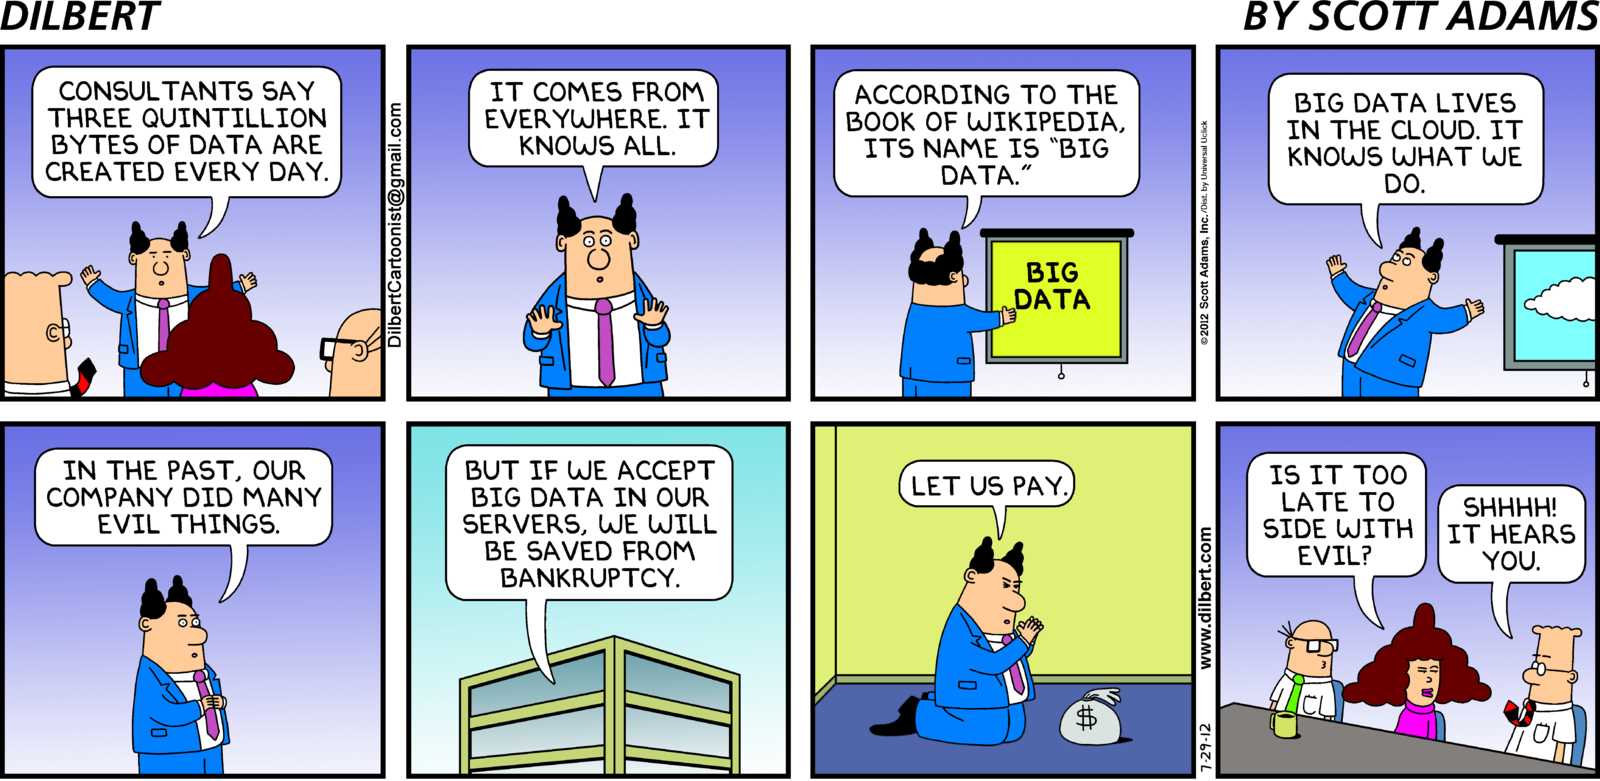 DILBERT
BY SCOTT ADAMS
CONSULTANTS SAY
THREE QUINTILLION
BYTES OF DATA ARE
CREATED EVERY DAY.
DilbertCartoonist@gmail.com
IT COMES FROM
EVERYWHERE. IT
KNOWS ALL.
ACCORDING TO THE
BOOK OF WIKIPEDIA,
ITS NAME IS “BIG
DATA.”
BIG
DATA
©2012 Scott Adams, Inc. /Dist. by Universal Uclick
BIG DATA LIVES
IN THE CLOUD. IT
KNOWS WHAT WE
DO.
IN THE PAST, OUR
COMPANY DID MANY
EVIL THINGS.
BUT IF WE ACCEPT
BIG DATA IN OUR
SERVERS, WE WILL
BE SAVED FROM
BANKRUPTCY.
LET US PAY.
$
7-29-12 www.dilbert.com
IS IT TOO
LATE TO
SIDE WITH
EVIL?
SHHHH!
IT HEARS
YOU.